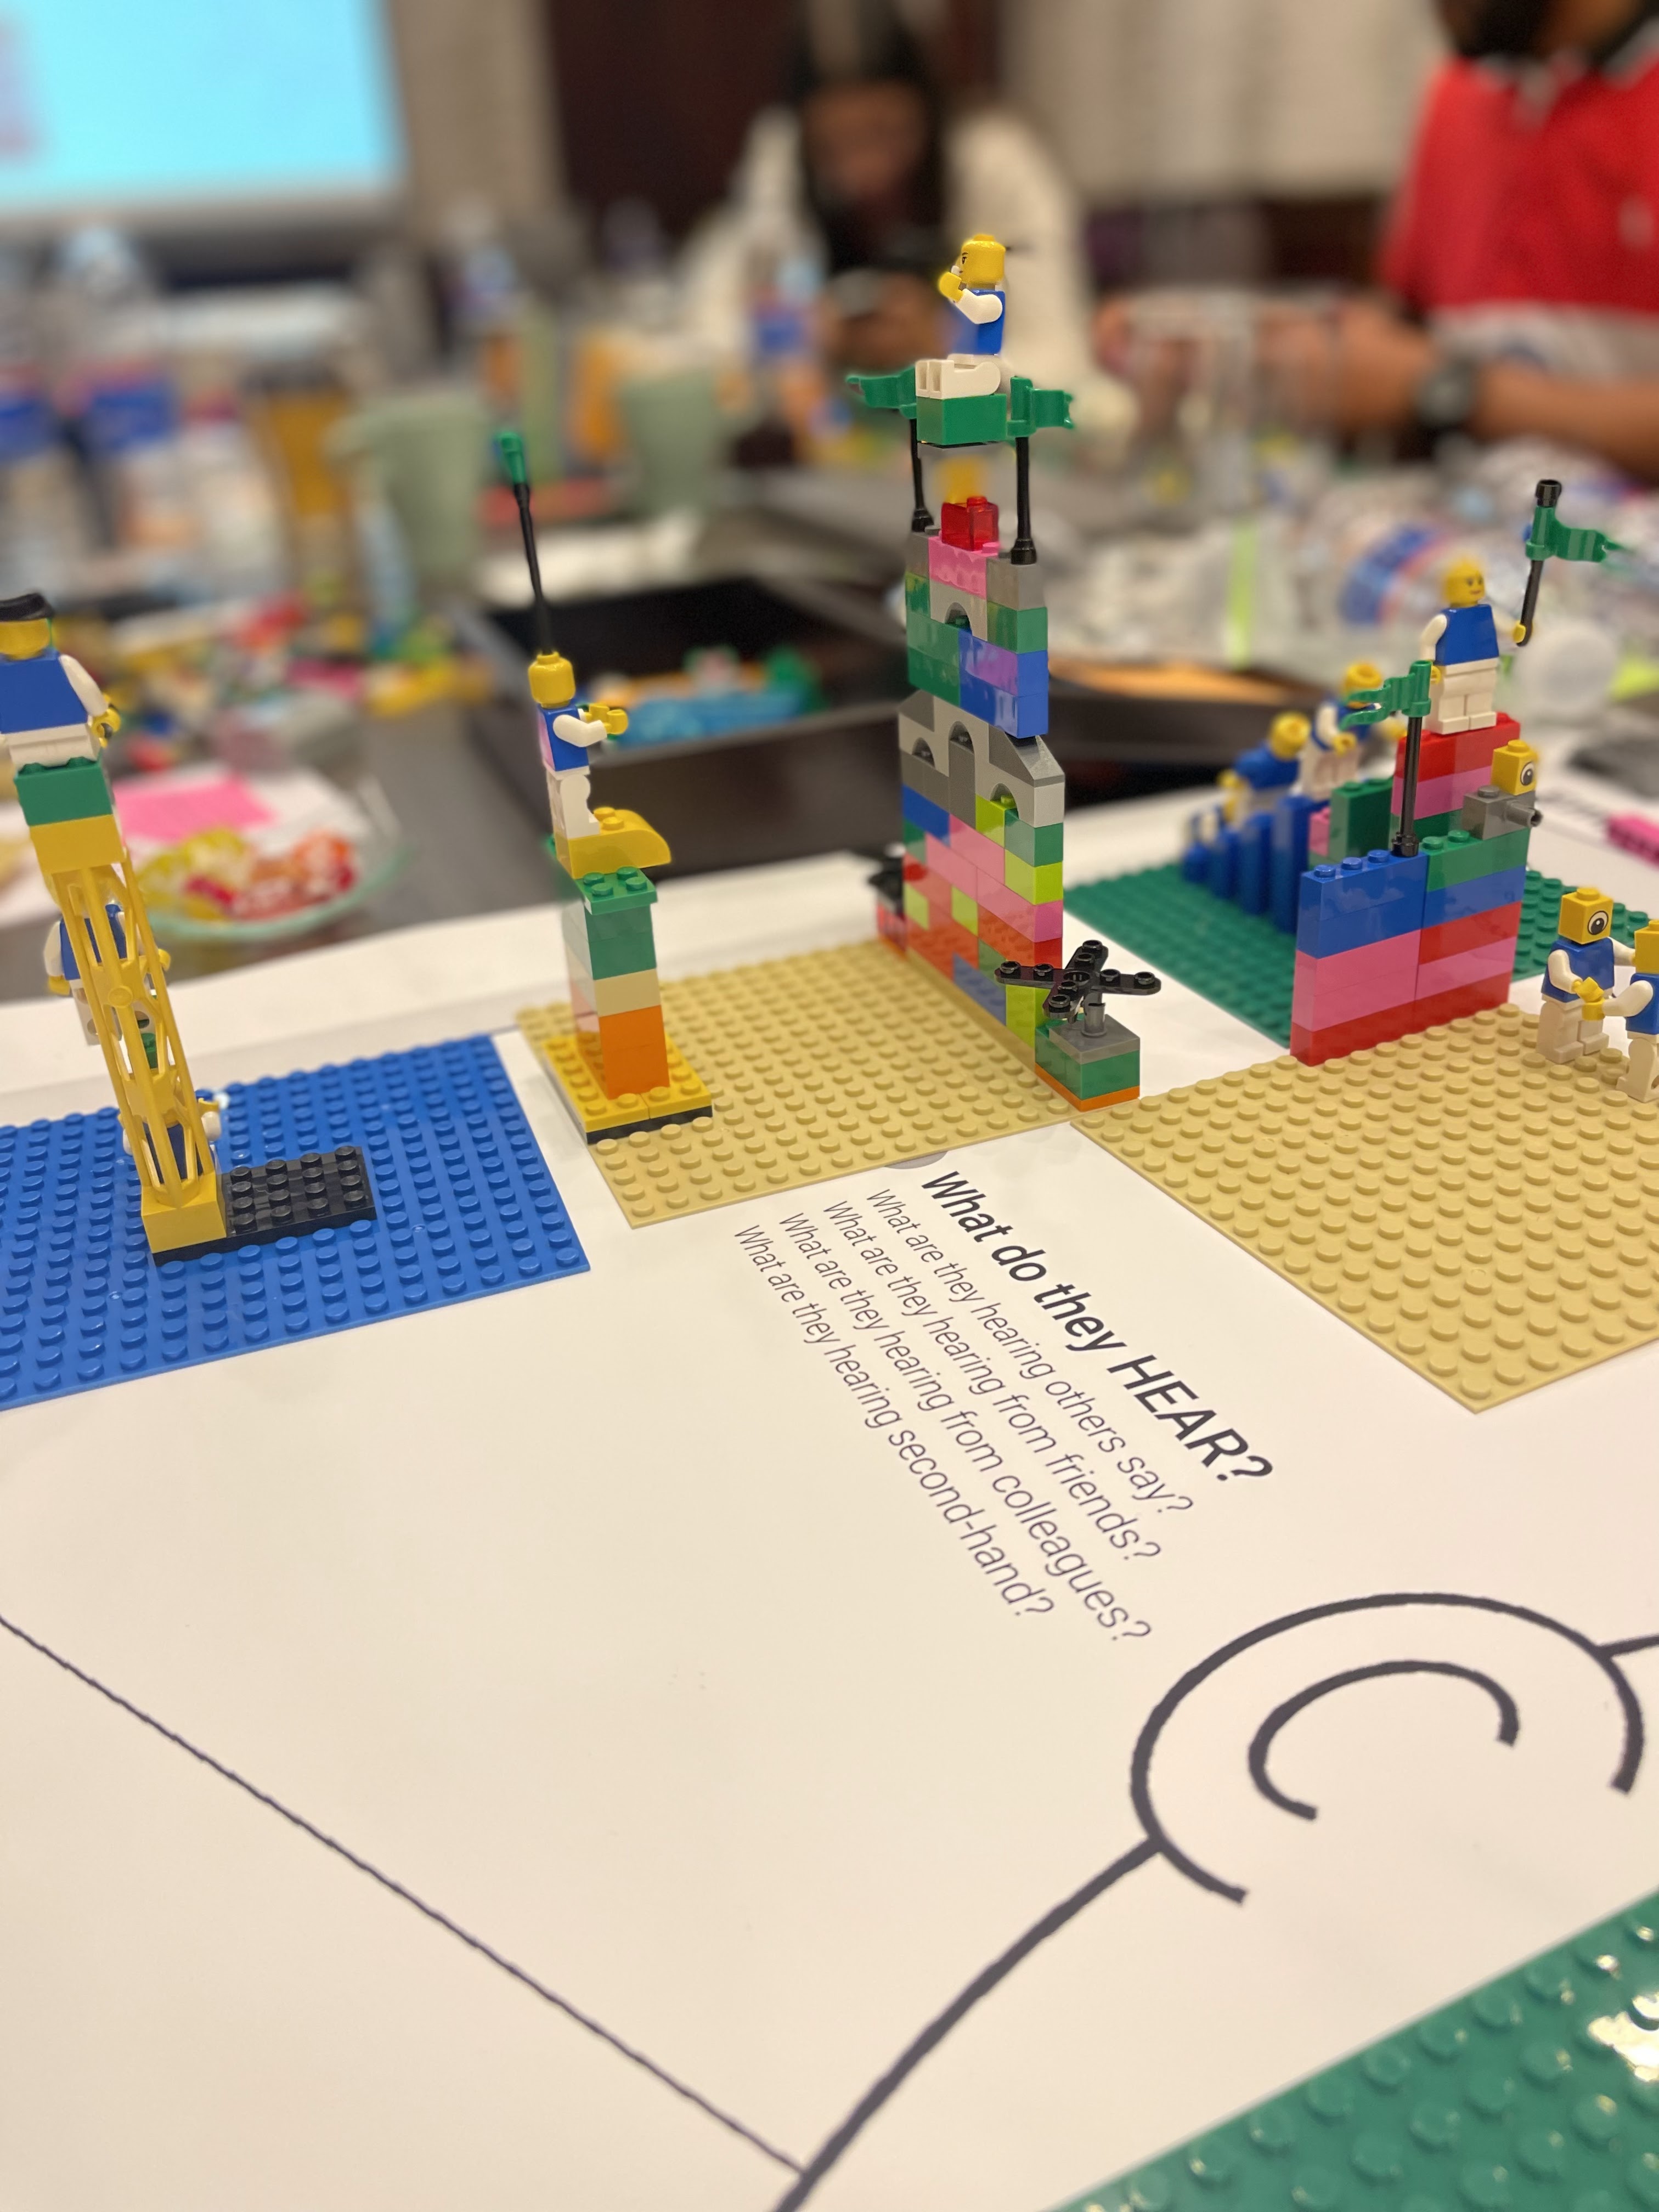 What do they HEAR?
What are they hearing others say?
What are they hearing from friends?
What are they hearing from colleagues?
What are they hearing second-hand?